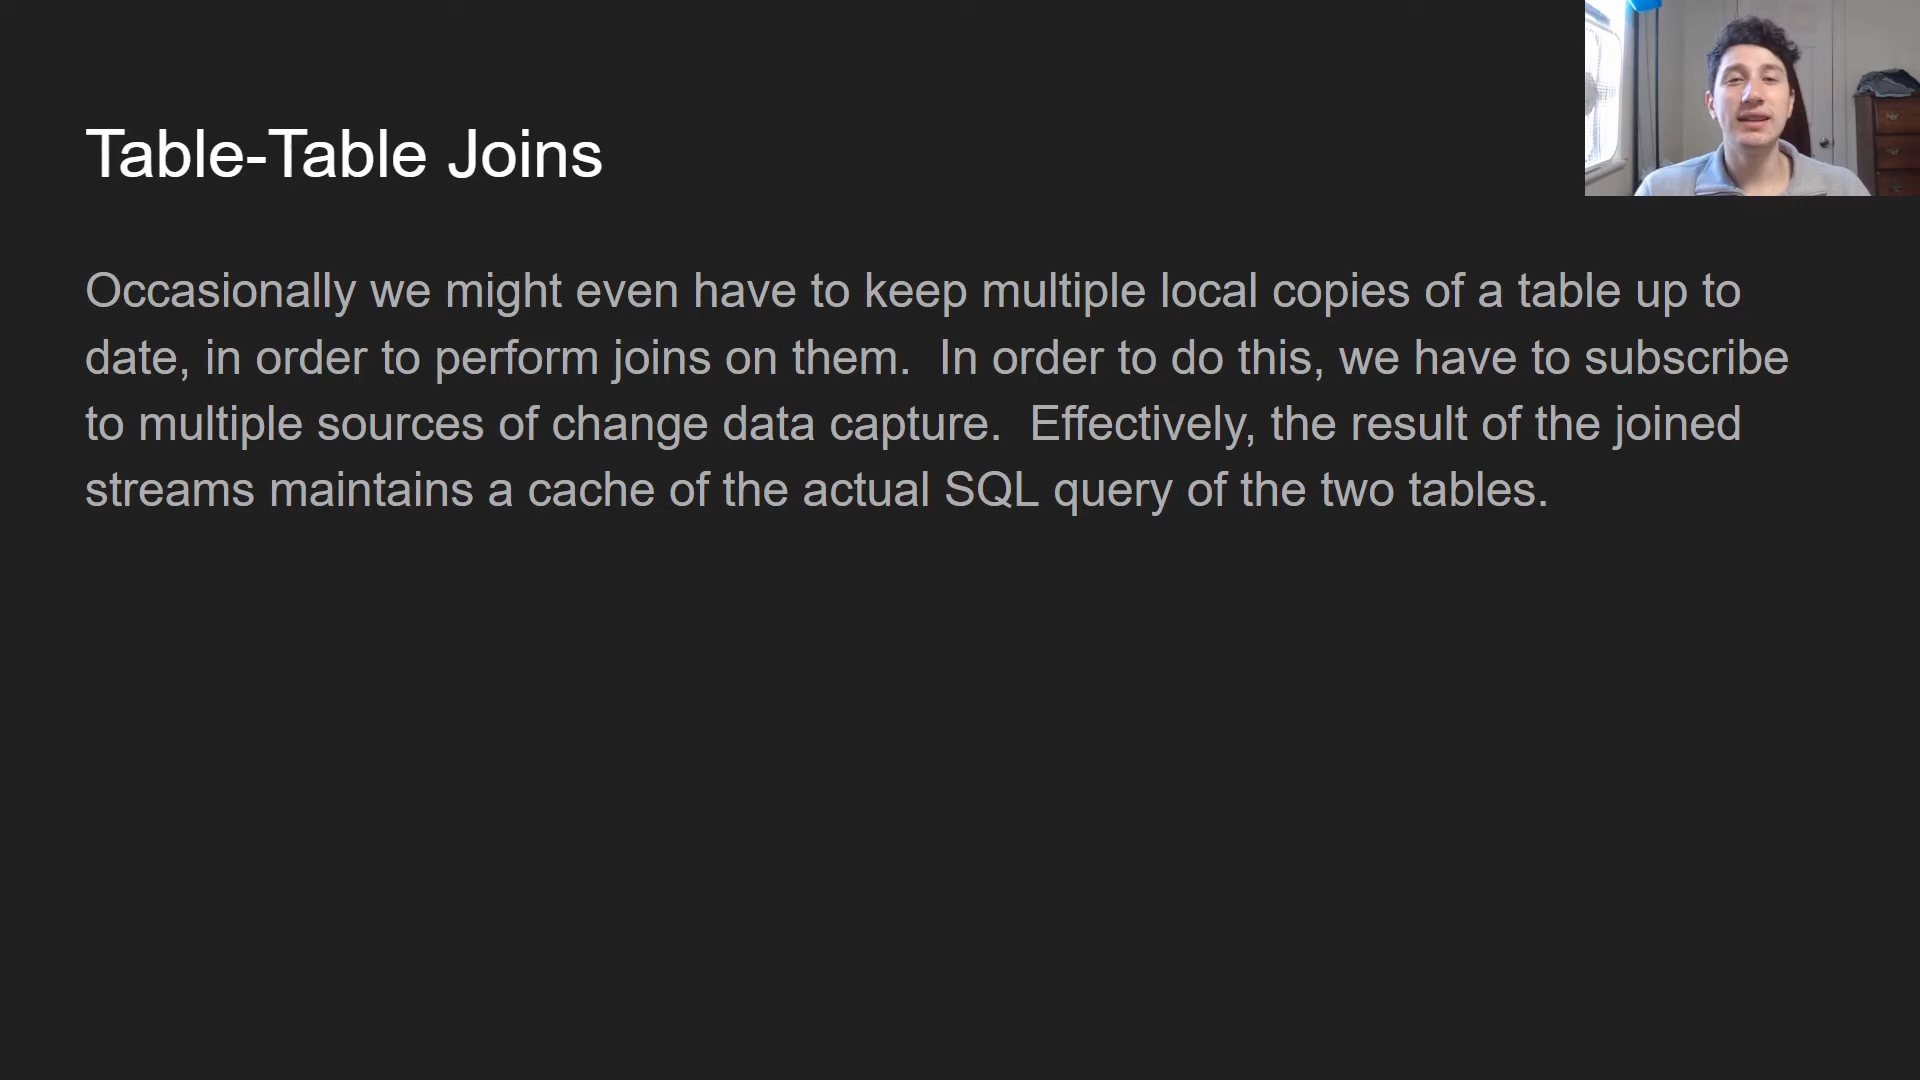 Table-Table Joins
Occasionally we might even have to keep multiple local copies of a table up to
date, in order to perform joins on them.  In order to do this, we have to subscribe
to multiple sources of change data capture.  Effectively, the result of the joined
streams maintains a cache of the actual SQL query of the two tables.